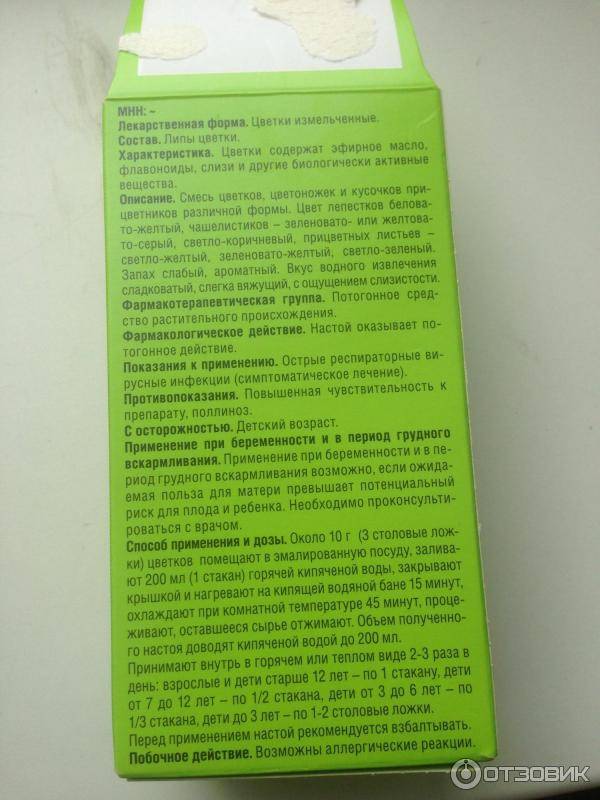 МНН: ~
Лекарственная форма. Цветки измельченные.
Состав. Липы цветки.
Характеристика. Цветки содержат эфирное масло,
флавоноиды, слизи и другие биологически активные
вещества.
Описание. Смесь цветков, цветоножек и кусочков при-
цветников различной формы. Цвет лепестков белова-
то-желтый, чашелистиков – зеленовато- или желтова-
то-серый, светло-коричневый, прицветных листьев –
светло-желтый, зеленовато-желтый, светло-зеленый.
Запах слабый, ароматный. Вкус водного извлечения
сладковатый, слегка вяжущий, с ощущением слизистости.
Фармакотерапевтическая группа. Потогонное сред-
ство растительного происхождения.
Фармакологическое действие. Настой оказывает по-
тогонное действие.
Показания к применению. Острые респираторные ви-
русные инфекции (симптоматическое лечение).
Противопоказания. Повышенная чувствительность к
препарату, поллиноз.
С осторожностью. Детский возраст.
Применение при беременности и в период грудного
вскармливания. Применение при беременности и в пе-
риод грудного вскармливания возможно, если ожида-
емая польза для матери превышает потенциальный
риск для плода и ребенка. Необходимо проконсульти-
роваться с врачом.
Способ применения и дозы. Около 10 г (3 столовые лож-
ки) цветков помещают в эмалированную посуду, залива-
ют 200 мл (1 стакан) горячей кипяченой воды, закрывают
крышкой и нагревают на кипящей водяной бане 15 минут,
охлаждают при комнатной температуре 45 минут, проце-
живают, оставшееся сырье отжимают. Объем полученно-
го настоя доводят кипяченой водой до 200 мл.
Принимают внутрь в горячем или теплом виде 2-3 раза в
день: взрослые и дети старше 12 лет – по 1 стакану, дети
от 7 до 12 лет – по 1/2 стакана, дети от 3 до 6 лет – по
1/3 стакана, дети до 3 лет – по 1-2 столовые ложки.
Перед применением настой рекомендуется взбалтывать.
Побочное действие. Возможны аллергические реакции.
ОТЗОВИК